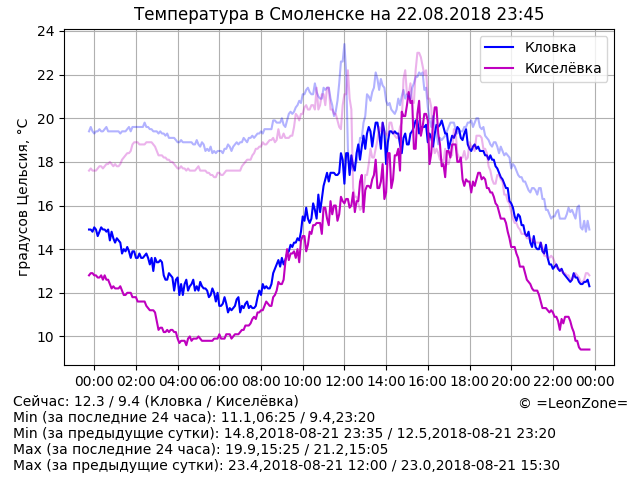 Температура в Смоленске на 22.08.2018 23:45
24
22
20
18
16
14
12
10
градусов Цельсия, °C
Кловка
Киселёвка
00:00 02:00 04:00 06:00 08:00 10:00 12:00 14:00 16:00 18:00 20:00 22:00 00:00
Сейчас: 12.3 / 9.4 (Кловка / Киселёвка)
© =LeonZone=
Min (за последние 24 часа): 11.1,06:25 / 9.4,23:20
Min (за предыдущие сутки): 14.8,2018-08-21 23:35 / 12.5,2018-08-21 23:20
Max (за последние 24 часа): 19.9,15:25 / 21.2,15:05
Max (за предыдущие сутки): 23.4,2018-08-21 12:00 / 23.0,2018-08-21 15:30